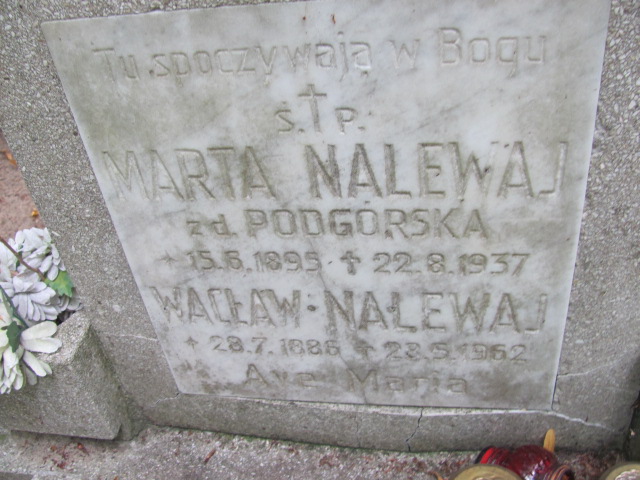 Tu spoczywają w Bogu
Ś. † P.
MARTA NALEWAJ
zd. PODGÓRSKA
* 15.6.1895 † 22.8.1937
WACŁAW NALEWAJ
* 28.7.1886 † 23.5.1962
Ave Maria